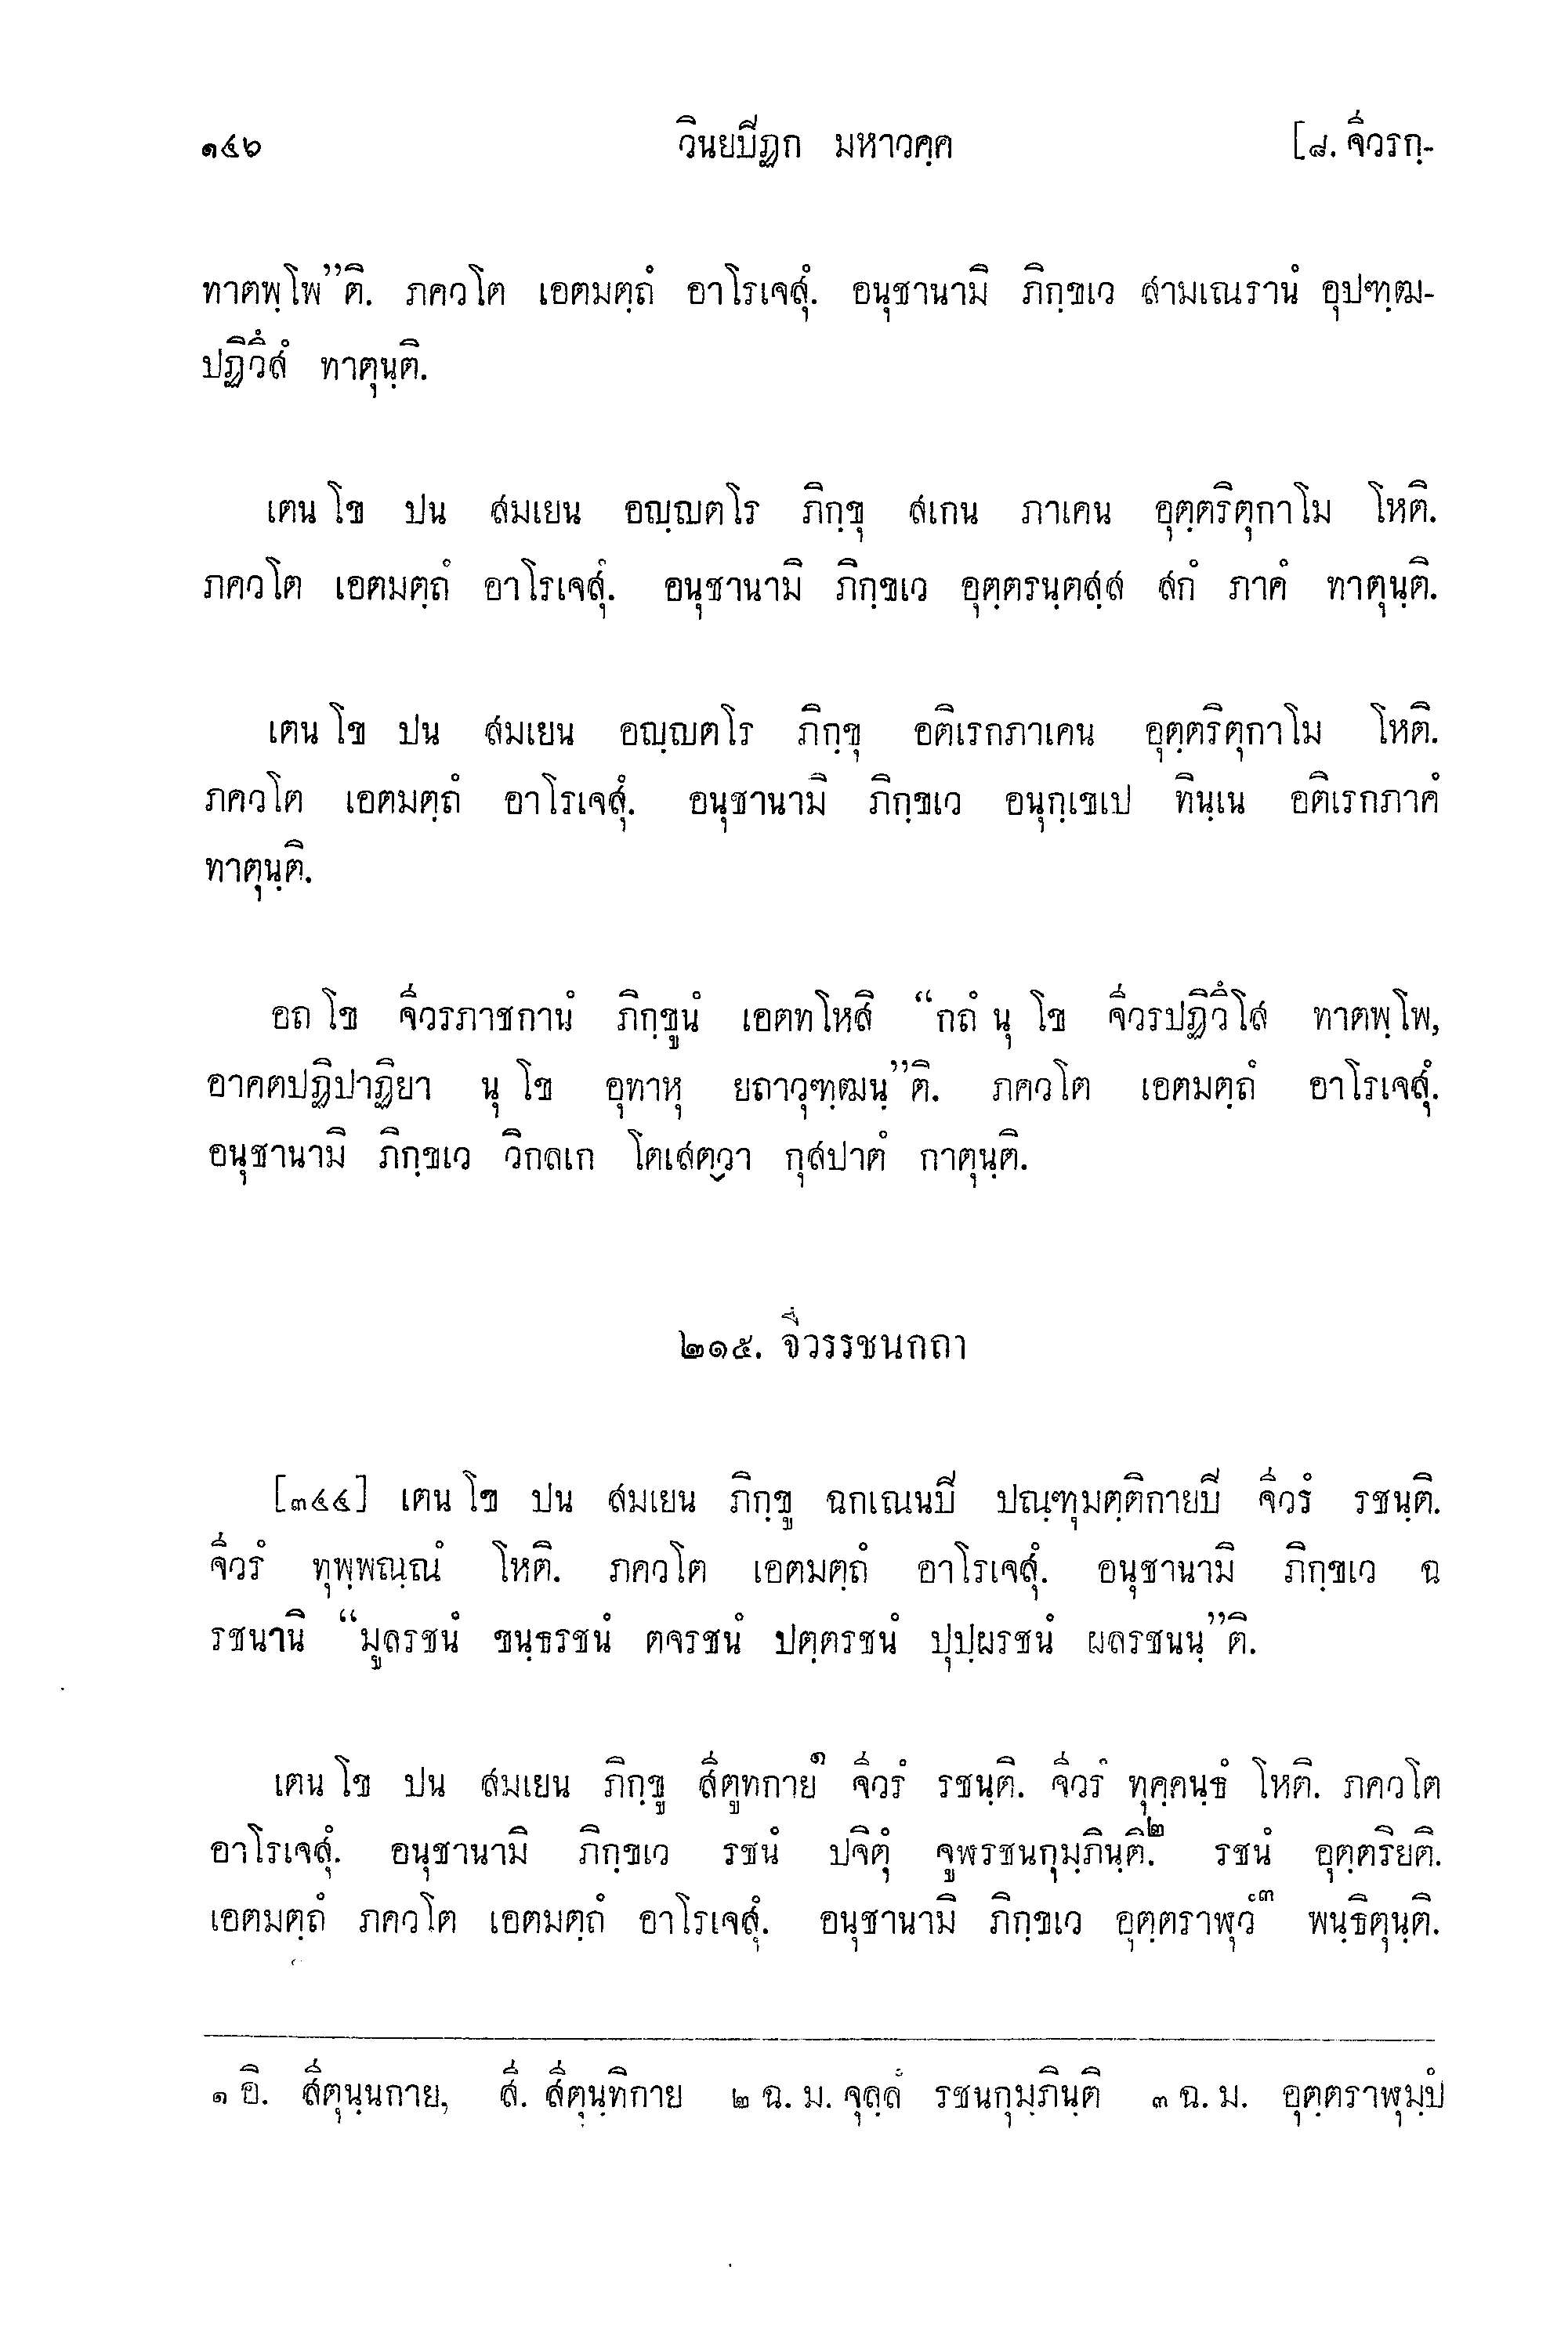 ๑๔๖ วินยปีฏก มหาวคฺค [๘. จีวรกฺ-
ทาตพฺโพ”ติ. ภควโต เอตมตฺถํ อาโรเจสุํ. อนุชานามิ ภิกฺขเว สามเณรานํ อุปฑฺฒ-
ปฏิวิํสํ ทาตุนฺติ.
เตน โข ปน สมเยน อญฺญตโร ภิกฺขุ สเกน ภาเคน อุตฺตริตุกาโม โหติ.
ภควโต เอตมตฺถํ อาโรเจสุํ. อนุชานามิ ภิกฺขเว อุตฺตรนฺตสฺส สกํ ภาคํ ทาตุนฺติ.
เตน โข ปน สมเยน อญฺญตโร ภิกฺขุ อติเรกภาเคน อุตฺตริตุกาโม โหติ.
ภควโต เอตมตฺถํ อาโรเจสุํ. อนุชานามิ ภิกฺขเว อนุกฺเขเป ทินฺเน อติเรกภาคํ
ทาตุนฺติ.
อถ โข จีวรภาชกานํ ภิกฺขูนํ เอตทโหสิ “กถํ นุ โข จีวรปฏิวิํโส ทาตพฺโพ,
อาคตปฏิปาฏิยา นุ โข อุทาหุ ยถาวุฑฺฒนฺ”ติ. ภควโต เอตมตฺถํ อาโรเจสุํ.
อนุชานามิ ภิกฺขเว วิกลเก โตเสตฺวา กุสปาตํ กาตุนฺติ.
๒๑๕. จีวรรชนกถา
[๓๔๔] เตน โข ปน สมเยน ภิกฺขู ฉกเณนปิ ปณฺฑุมตฺติกายปิ จีวรํ รชนฺติ.
จีวรํ ทุพฺพณฺณํ โหติ. ภควโต เอตมตฺถํ อาโรเจสุํ. อนุชานามิ ภิกฺขเว ฉ
รชนานิ “มูลรชนํ ขนฺธรชนํ ตจรชนํ ปตฺตรชนํ ปุปฺผรชนํ ผลรชนนฺ”ติ.
เตน โข ปน สมเยน ภิกฺขู สีตูทกาย๑ จีวรํ รชนฺติ. จีวรํ ทุคฺคนฺธํ โหติ. ภควโต
อาโรเจสุํ. อนุชานามิ ภิกฺขเว รชนํ ปจิตุํ จูฬรชนกุมฺภินฺติ.๒ รชนํ อุตฺตริยติ.
เอตมตฺถํ ภควโต เอตมตฺถํ อาโรเจสุํ. อนุชานามิ ภิกฺขเว อุตฺตราฬุวํ๓ พนฺธิตุนฺติ.
๑ อิ. สีตุนฺนกาย, สี. สีตุนฺทิกาย ๒ ฉ. ม. จุลฺลํ รชนกุมฺภินฺติ ๓ ฉ. ม. อุตฺตราฬุมฺปํ